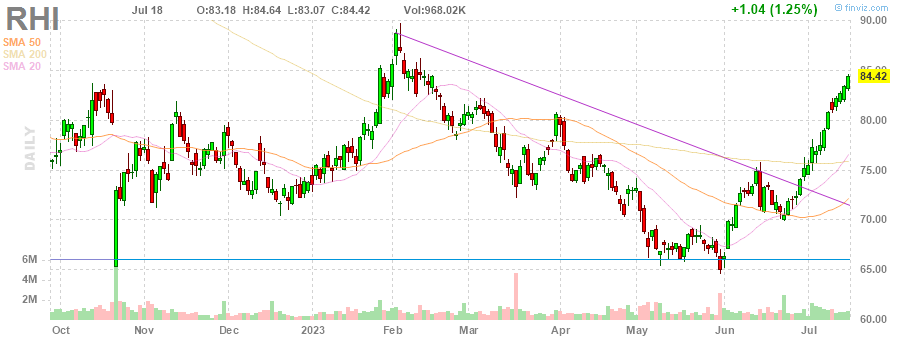 RHI Jul 18 O:83.18 H:84.64 L:83.07 C:84.42 Vol:968.02K +1.04 (1.25%) © finviz.com
SMA 50
SMA 200
SMA 20
DAILY
90.00
85.00
84.42
80.00
75.00
70.00
65.00
60.00
6M
4M
2M
Oct Nov Dec 2023 Feb Mar Apr May Jun Jul